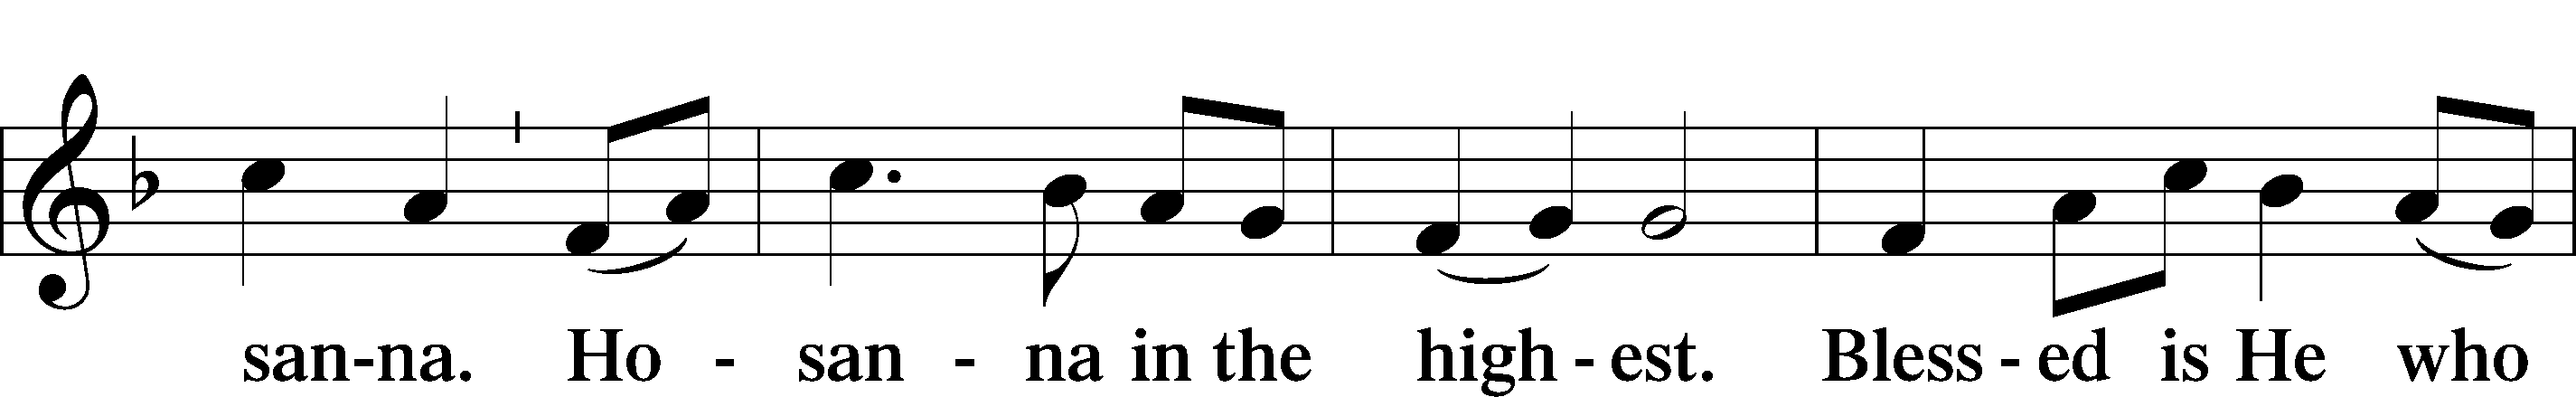 san-na. Ho - san - na in the high - est. Bless - ed is He who